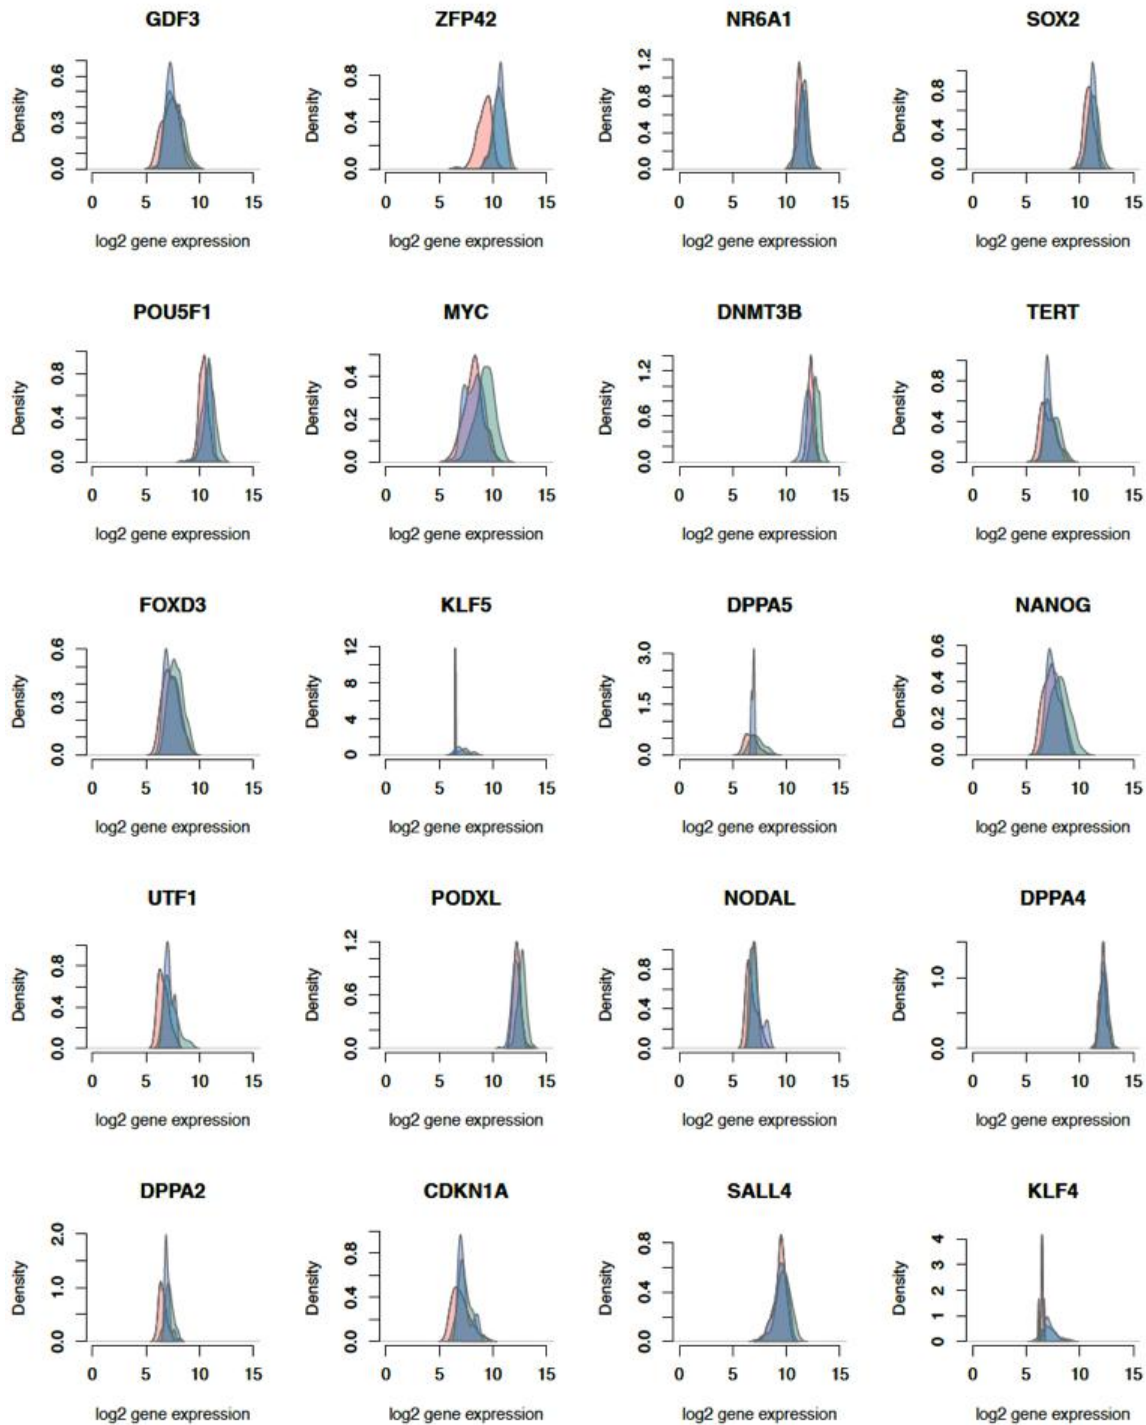 GDF3 ZFP42 NR6A1 SOX2
Density 0.0 0.3 0.6 Density 0.0 0.4 0.8 Density 0.0 0.4 0.8 1.2 Density 0.0 0.4 0.8
0 5 10 15 0 5 10 15 0 5 10 15 0 5 10 15
log2 gene expression log2 gene expression log2 gene expression log2 gene expression
POU5F1 MYC DNMT3B TERT
Density 0.0 0.4 0.8 Density 0.0 0.2 0.4 Density 0.0 0.6 1.2 Density 0.0 0.4 0.8
0 5 10 15 0 5 10 15 0 5 10 15 0 5 10 15
log2 gene expression log2 gene expression log2 gene expression log2 gene expression
FOXD3 KLF5 DPPA5 NANOG
Density 0.0 0.3 0.6 Density 0 4 8 12 Density 0.0 1.5 3.0 Density 0.0 0.2 0.4 0.6
0 5 10 15 0 5 10 15 0 5 10 15 0 5 10 15
log2 gene expression log2 gene expression log2 gene expression log2 gene expression
UTF1 PODXL NODAL DPPA4
Density 0.0 0.4 0.8 Density 0.0 0.6 1.2 Density 0.0 0.4 0.8 Density 0.0 1.0
0 5 10 15 0 5 10 15 0 5 10 15 0 5 10 15
log2 gene expression log2 gene expression log2 gene expression log2 gene expression
DPPA2 CDKN1A SALL4 KLF4
Density 0.0 1.0 2.0 Density 0.0 0.4 0.8 Density 0.0 0.4 0.8 Density 0 1 2 3 4
0 5 10 15 0 5 10 15 0 5 10 15 0 5 10 15
log2 gene expression log2 gene expression log2 gene expression log2 gene expression